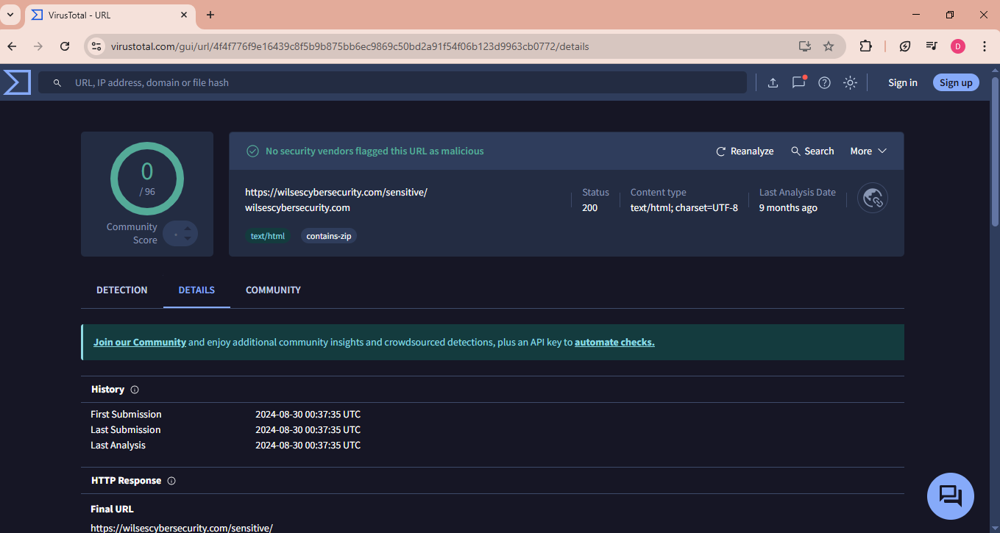 VirusTotal - URL
virustotal.com/gui/url/4f4f776f9e16439c8f5b9b875bb6ec9869c50bd2a91f54f06b123d9963cb0772/details
D
URL, IP address, domain or file hash
Sign in
Sign up
0
/ 96
Community Score
No security vendors flagged this URL as malicious
Reanalyze
Search
More
https://wilsescybersecurity.com/sensitive/
wilsescybersecurity.com
Status
200
Content type
text/html; charset=UTF-8
Last Analysis Date
9 months ago
text/html
contains-zip
DETECTION
DETAILS
COMMUNITY
Join our Community and enjoy additional community insights and crowdsourced detections, plus an API key to automate checks.
History
First Submission 2024-08-30 00:37:35 UTC
Last Submission 2024-08-30 00:37:35 UTC
Last Analysis 2024-08-30 00:37:35 UTC
HTTP Response
Final URL
https://wilsescybersecurity.com/sensitive/